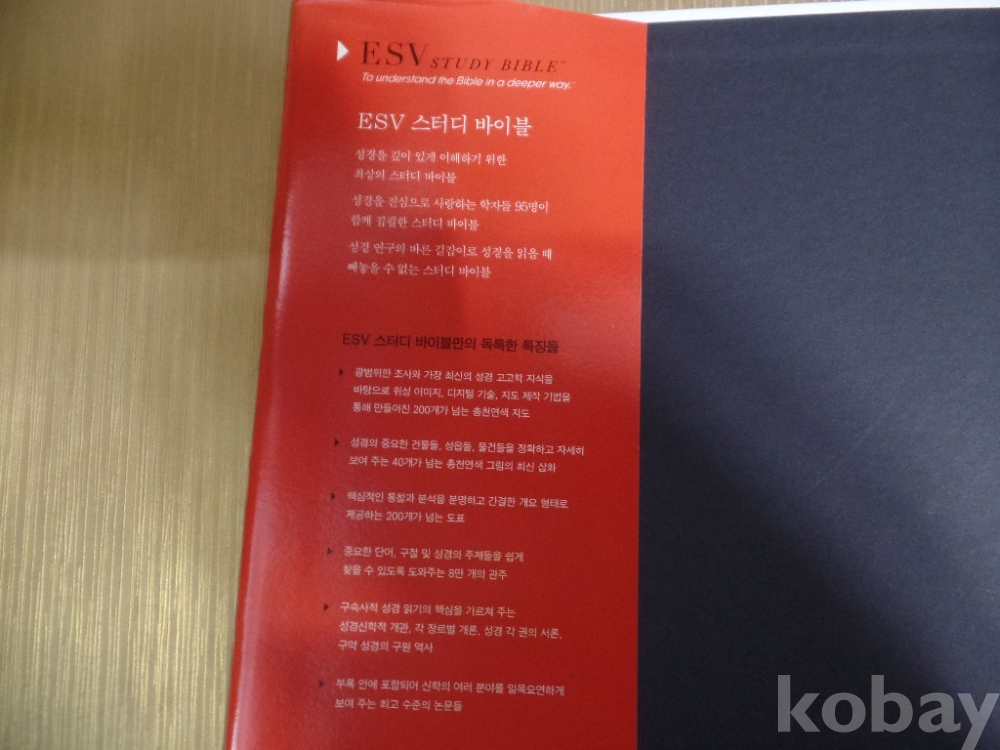 ESV STUDY BIBLE™
To understand the Bible in a deeper way.™
ESV 스터디 바이블
성경을 깊이 있게 이해하기 위한
최상의 스터디 바이블
성경을 진심으로 사랑하는 학자들 95명이
함께 집필한 스터디 바이블
성경 연구의 바른 길잡이로 성경을 읽을 때
빼놓을 수 없는 스터디 바이블
ESV 스터디 바이블만의 독특한 특징들
광범위한 조사와 가장 최신의 성경 고고학 지식을
바탕으로 위성 이미지, 디지털 기술, 지도 제작 기법을
통해 만들어진 200개가 넘는 총천연색 지도
성경의 중요한 건물들, 성읍들, 물건들을 정확하고 자세히
보여 주는 40개가 넘는 총천연색 그림의 최신 삽화
핵심적인 통찰과 분석을 분명하고 간결한 개요 형태로
제공하는 200개가 넘는 도표
중요한 단어, 구절 및 성경의 주제들을 쉽게
찾을 수 있도록 도와주는 8만 개의 관주
구속사적 성경 읽기의 핵심을 가르쳐 주는
성경신학적 개관, 각 장르별 개론, 성경 각 권의 서론,
구약 성경의 구원 역사
부록 안에 포함되어 신학의 여러 분야를 일목요연하게
보여 주는 최고 수준의 논문들
kobay